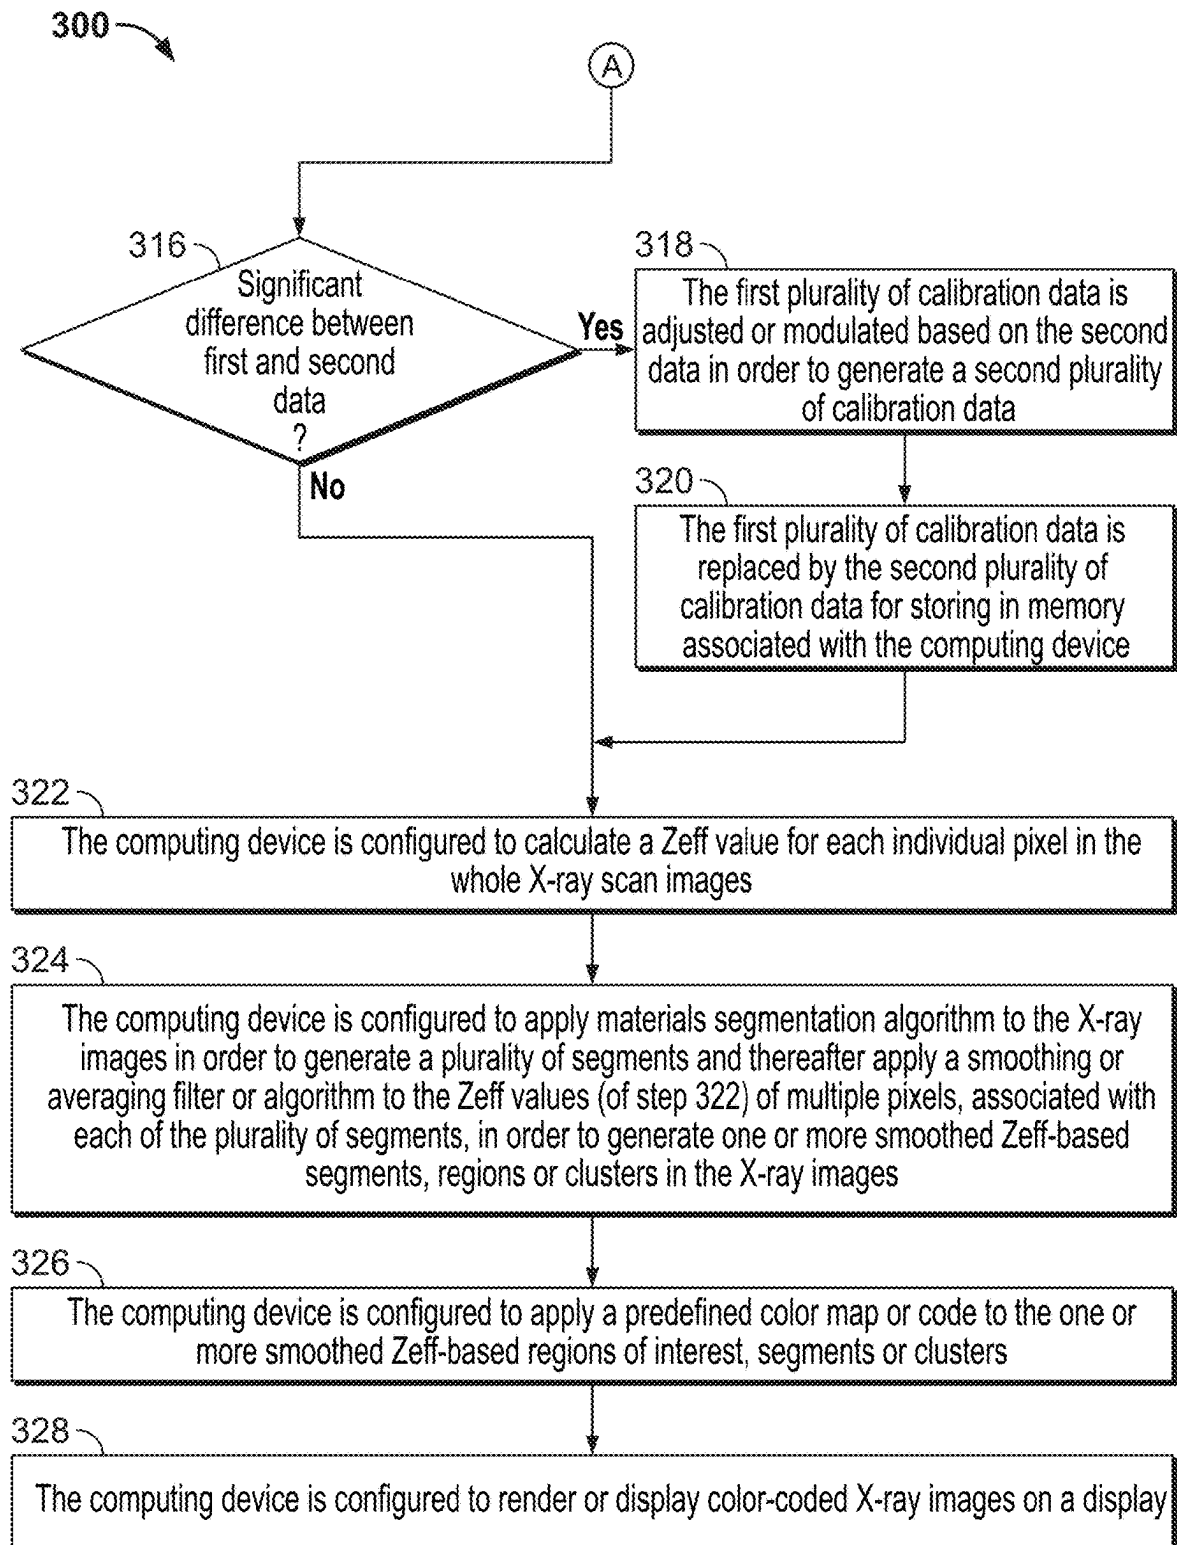 300
A
316
Significant
difference between
first and second
data
?
Yes
No
318
The first plurality of calibration data is
adjusted or modulated based on the second
data in order to generate a second plurality
of calibration data
320
The first plurality of calibration data is
replaced by the second plurality of
calibration data for storing in memory
associated with the computing device
322
The computing device is configured to calculate a Zeff value for each individual pixel in the
whole X-ray scan images
324
The computing device is configured to apply materials segmentation algorithm to the X-ray
images in order to generate a plurality of segments and thereafter apply a smoothing or
averaging filter or algorithm to the Zeff values (of step 322) of multiple pixels, associated with
each of the plurality of segments, in order to generate one or more smoothed Zeff-based
segments, regions or clusters in the X-ray images
326
The computing device is configured to apply a predefined color map or code to the one or
more smoothed Zeff-based regions of interest, segments or clusters
328
The computing device is configured to render or display color-coded X-ray images on a display